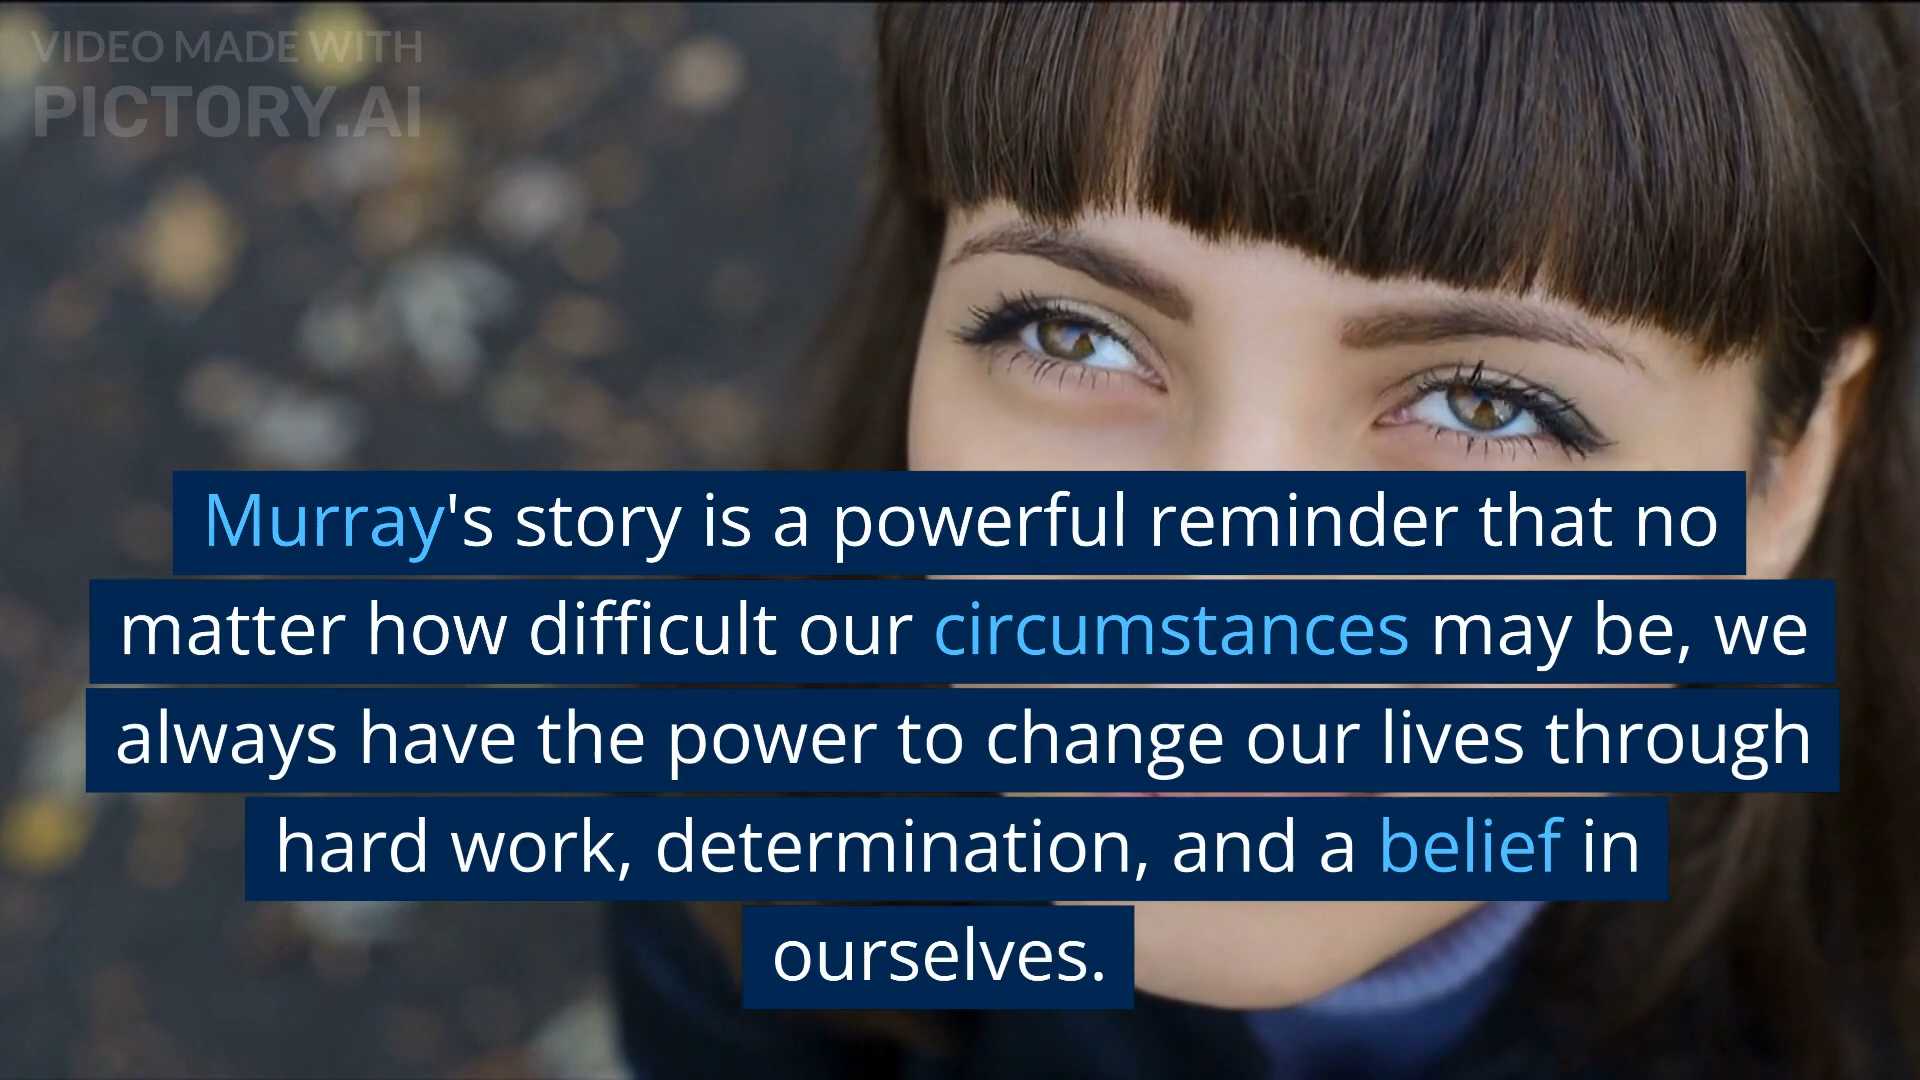 VIDEO MADE WITH
PICTORY.AI
Murray's story is a powerful reminder that no
matter how difficult our circumstances may be, we
always have the power to change our lives through
hard work, determination, and a belief in
ourselves.